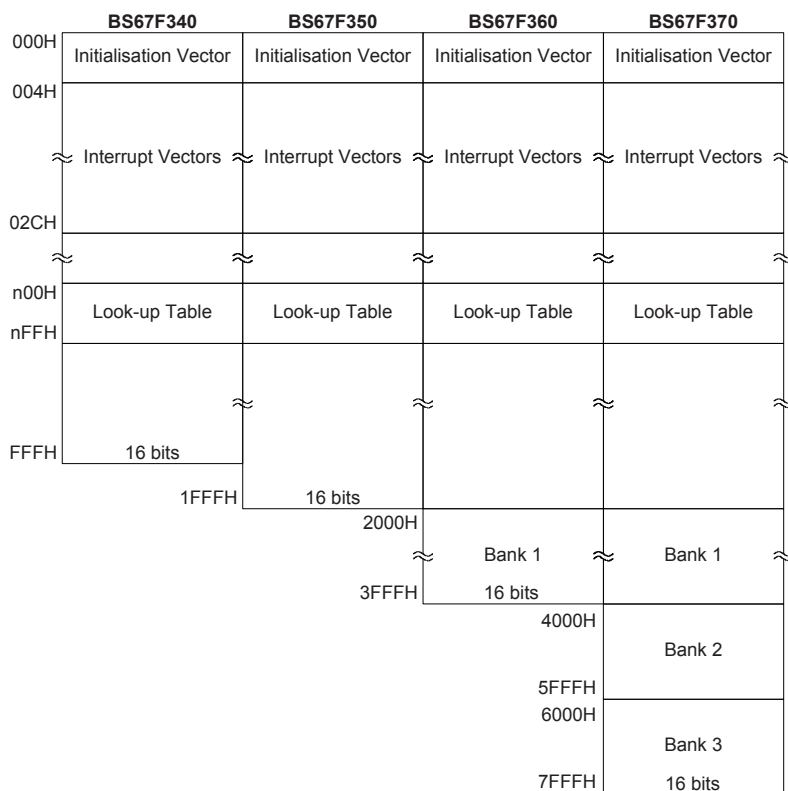 BS67F340 BS67F350 BS67F360 BS67F370
000H
Initialisation Vector Initialisation Vector Initialisation Vector Initialisation Vector
004H
Interrupt Vectors Interrupt Vectors Interrupt Vectors Interrupt Vectors
02CH
n00H
Look-up Table Look-up Table Look-up Table Look-up Table
nFFH
FFFH 16 bits
1FFFH 16 bits
2000H
Bank 1 Bank 1
3FFFH 16 bits
4000H
Bank 2
5FFFH
6000H
Bank 3
7FFFH 16 bits